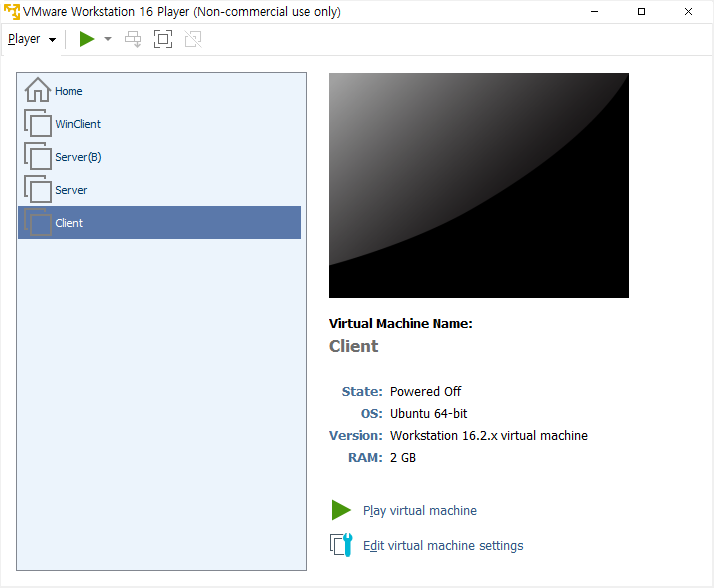 VMware Workstation 16 Player (Non-commercial use only)
Player
Home
WinClient
Server(B)
Server
Client
Virtual Machine Name:
Client
State: Powered Off
OS: Ubuntu 64-bit
Version: Workstation 16.2.x virtual machine
RAM: 2 GB
Play virtual machine
Edit virtual machine settings